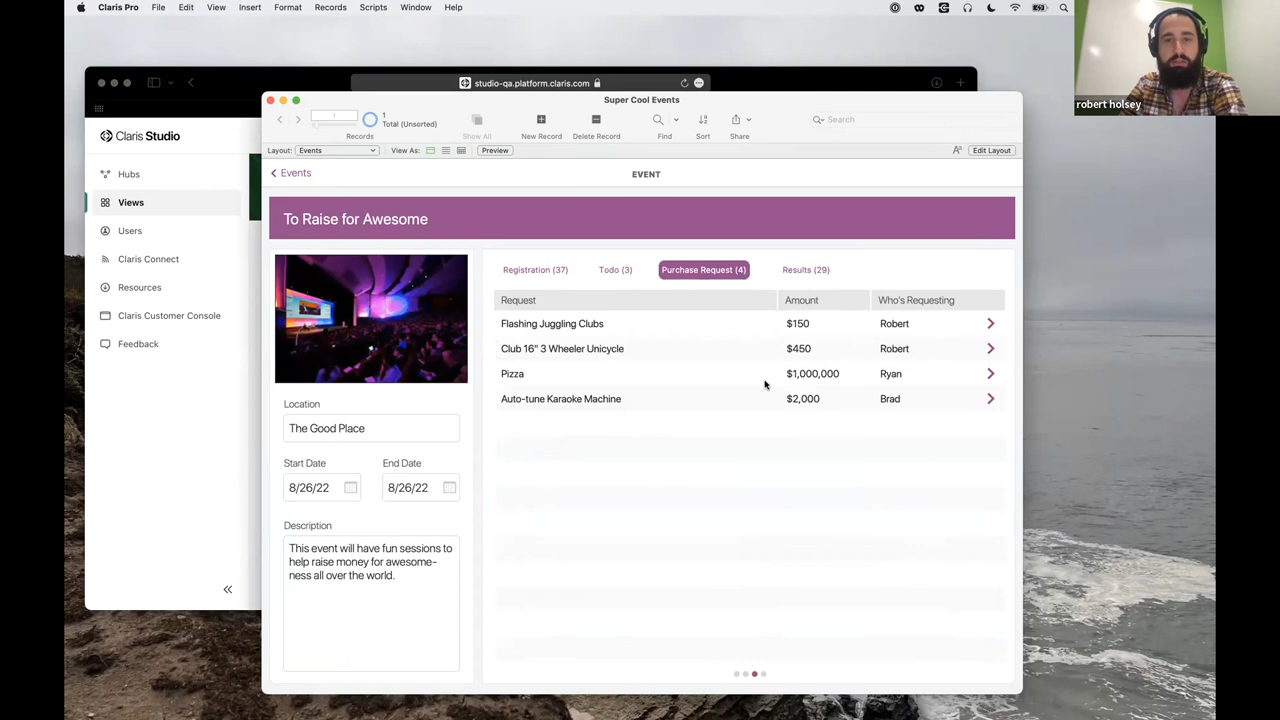 Claris Pro File Edit View Insert Format Records Scripts Window Help
robert holsey
studio-qa.platform.claris.com
Claris Studio
Hubs
Views
Users
Claris Connect
Resources
Claris Customer Console
Feedback
Super Cool Events
1
1
Total (Unsorted)
Records Show All New Record Delete Record Find Sort Share
Search
Layout: Events View As: Preview Edit Layout
Events EVENT
To Raise for Awesome
Location
The Good Place
Start Date End Date
8/26/22 8/26/22
Description
This event will have fun sessions to
help raise money for awesome-
ness all over the world.
Registration (37) Todo (3) Purchase Request (4) Results (29)
Request Amount Who's Requesting
Flashing Juggling Clubs $150 Robert
Club 16" 3 Wheeler Unicycle $450 Robert
Pizza $1,000,000 Ryan
Auto-tune Karaoke Machine $2,000 Brad